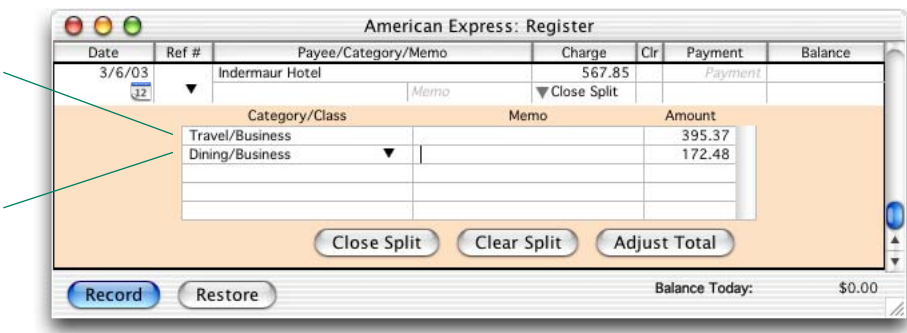 American Express: Register
Date Ref # Payee/Category/Memo Charge Clr Payment Balance
3/6/03 Indermaur Hotel 567.85 Payment
12 Memo Close Split
Category/Class Memo Amount
Travel/Business 395.37
Dining/Business 172.48
Close Split Clear Split Adjust Total
Record Restore Balance Today: $0.00